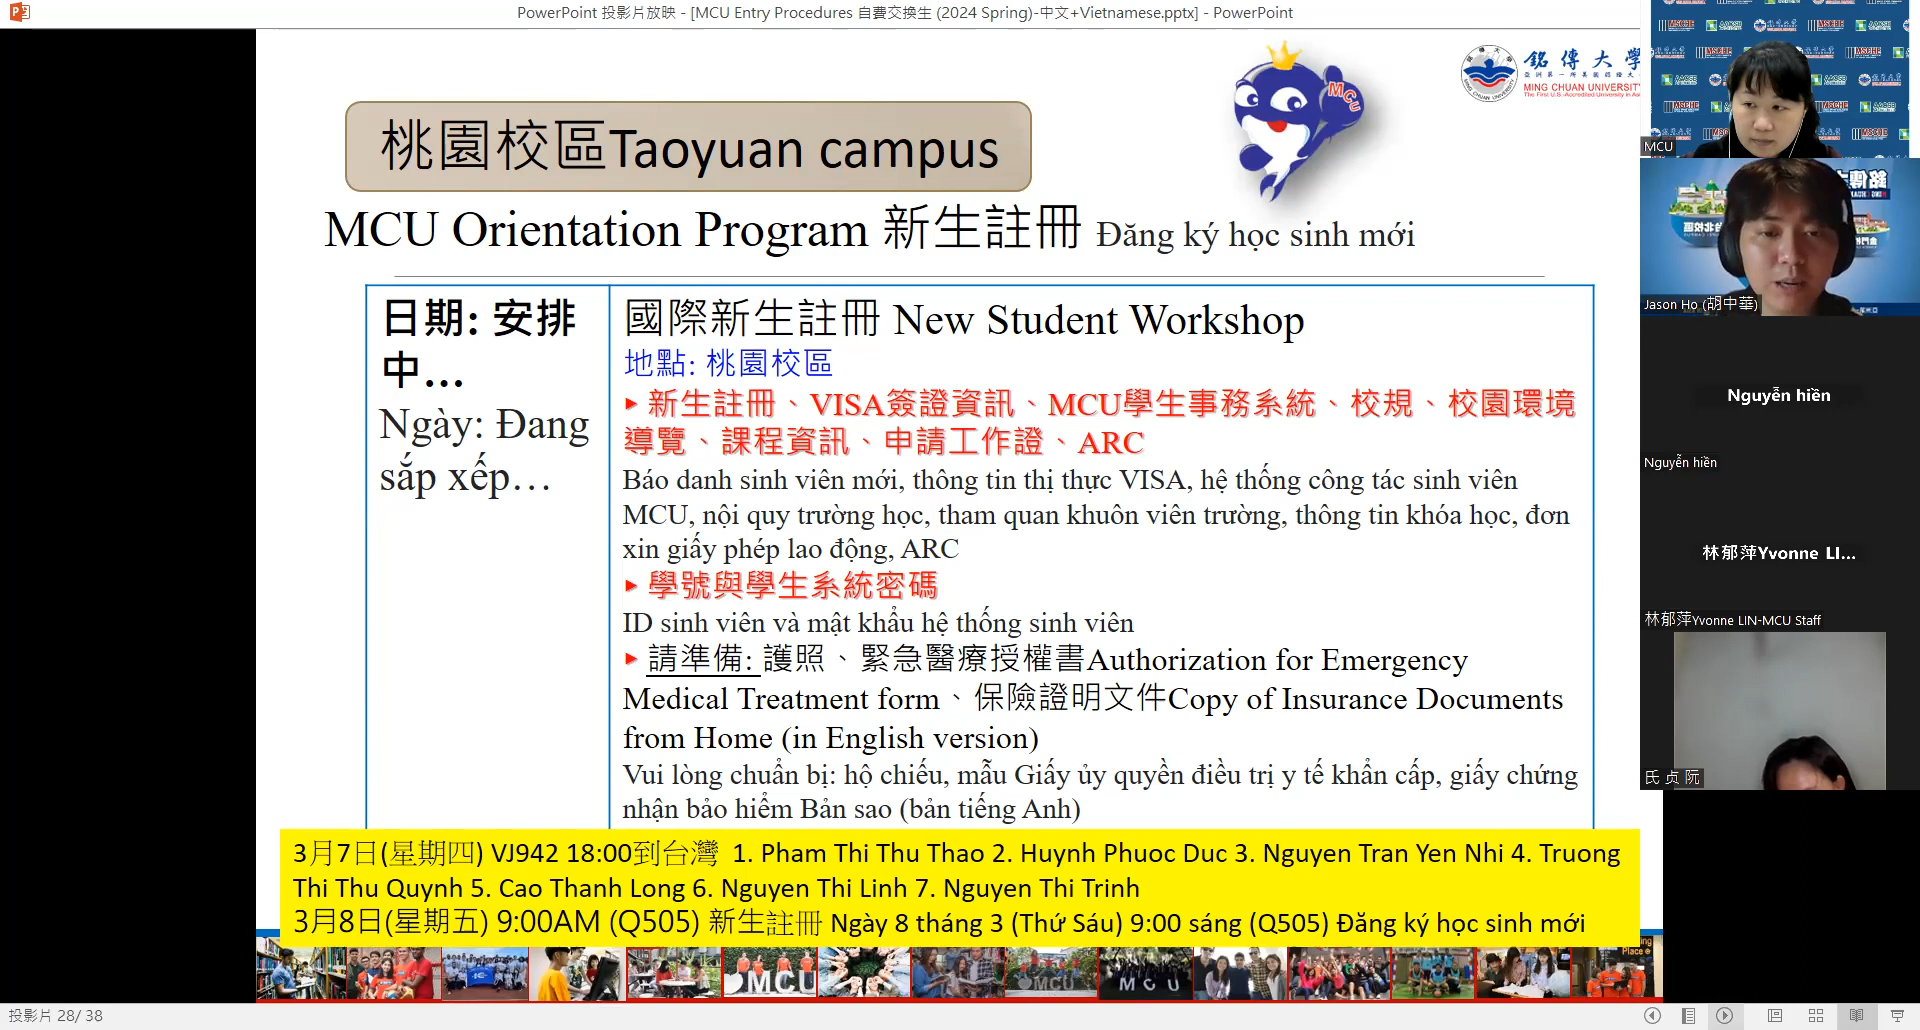 PowerPoint 投影片放映 - [MCU Entry Procedures 自費交換生 (2024 Spring)-中文+Vietnamese.pptx] - PowerPoint
MCU
銘傳大學
MING CHUAN UNIVERSITY
桃園校區Taoyuan campus
MCU Orientation Program 新生註冊 Đăng ký học sinh mới
日期: 安排
中...
Ngày: Đang
sắp xếp…
國際新生註冊 New Student Workshop
地點: 桃園校區
▸ 新生註冊、VISA簽證資訊、MCU學生事務系統、校規、校園環境
導覽、課程資訊、申請工作證、ARC
Báo danh sinh viên mới, thông tin thị thực VISA, hệ thống công tác sinh viên
MCU, nội quy trường học, tham quan khuôn viên trường, thông tin khóa học, đơn
xin giấy phép lao động, ARC
▸ 學號與學生系統密碼
ID sinh viên và mật khẩu hệ thống sinh viên
▸ 請準備: 護照、緊急醫療授權書Authorization for Emergency
Medical Treatment form、保險證明文件Copy of Insurance Documents
from Home (in English version)
Vui lòng chuẩn bị: hộ chiếu, mẫu Giấy ủy quyền điều trị y tế khẩn cấp, giấy chứng
nhận bảo hiểm Bản sao (bản tiếng Anh)
3月7日(星期四) VJ942 18:00到台灣 1. Pham Thi Thu Thao 2. Huynh Phuoc Duc 3. Nguyen Tran Yen Nhi 4. Truong
Thi Thu Quynh 5. Cao Thanh Long 6. Nguyen Thi Linh 7. Nguyen Thi Trinh
3月8日(星期五) 9:00AM (Q505) 新生註冊 Ngày 8 tháng 3 (Thứ Sáu) 9:00 sáng (Q505) Đăng ký học sinh mới
MCU
Jason Ho (胡中華)
Nguyễn hiền
Nguyễn hiền
林郁萍Yvonne LI...
林郁萍Yvonne LIN-MCU Staff
氏 贞 阮
投影片 28/ 38